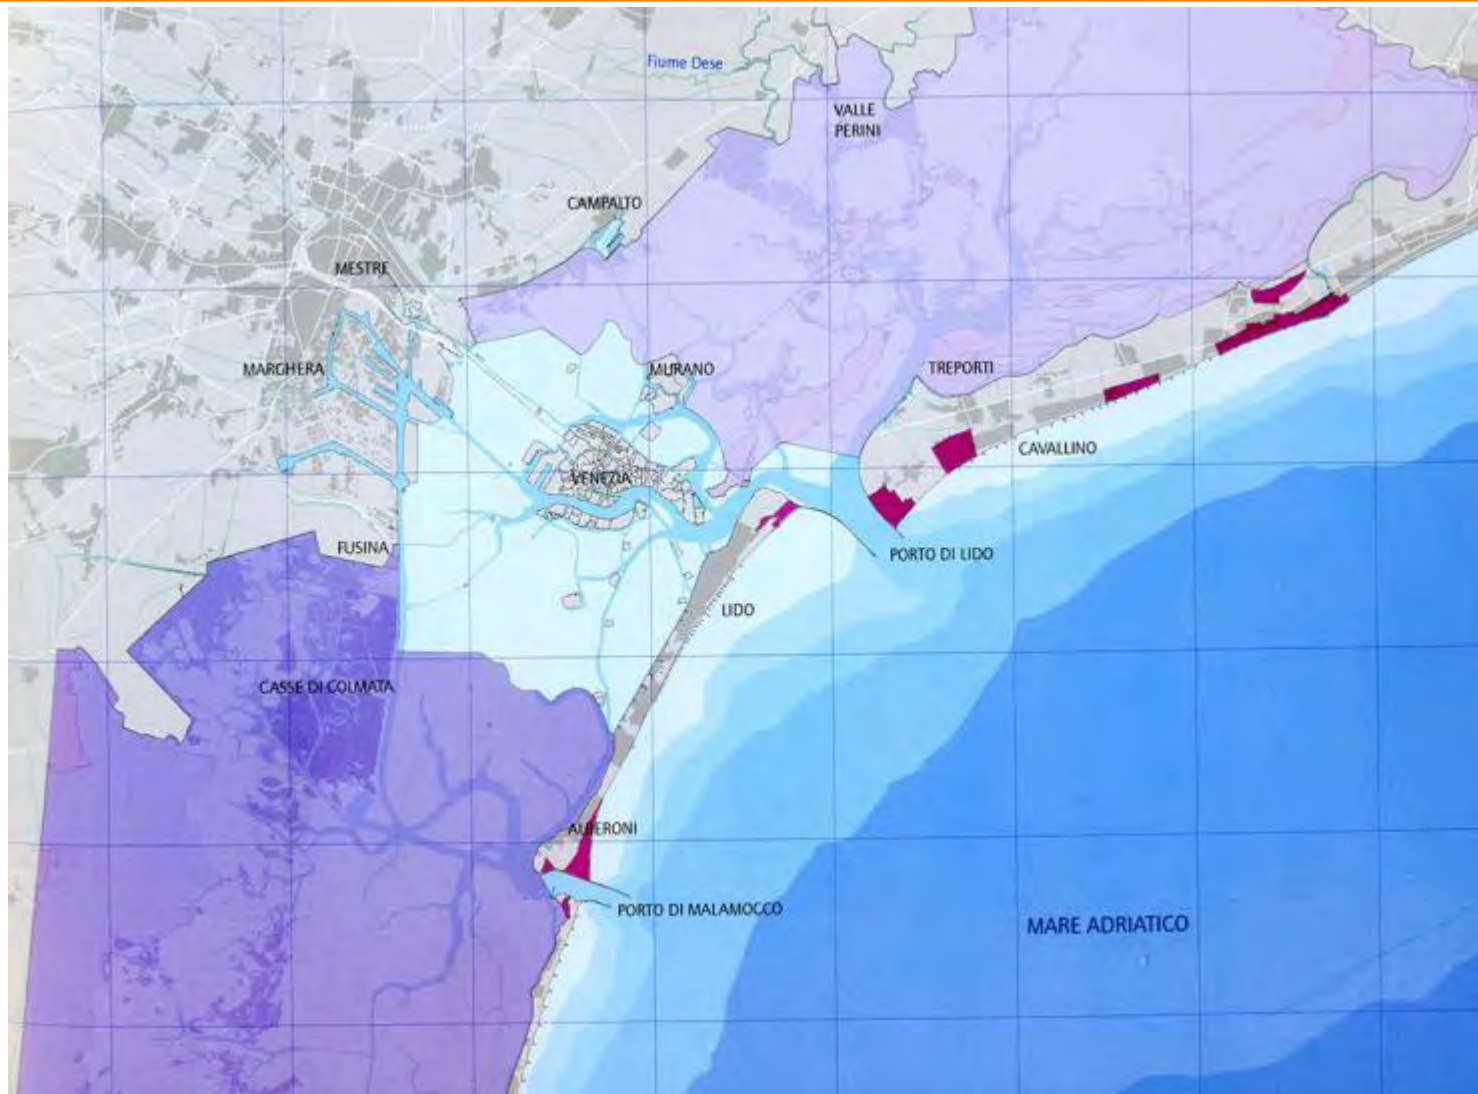 Fiume Dese
VALLE
PERINI
CAMPALTO
MESTRE
MARGHERA
MURANO
TREPORTI
CAVALLINO
VENEZIA
FUSINA
PORTO DI LIDO
LIDO
CASSE DI COLMATA
ALBERONI
PORTO DI MALAMOCCO
MARE ADRIATICO